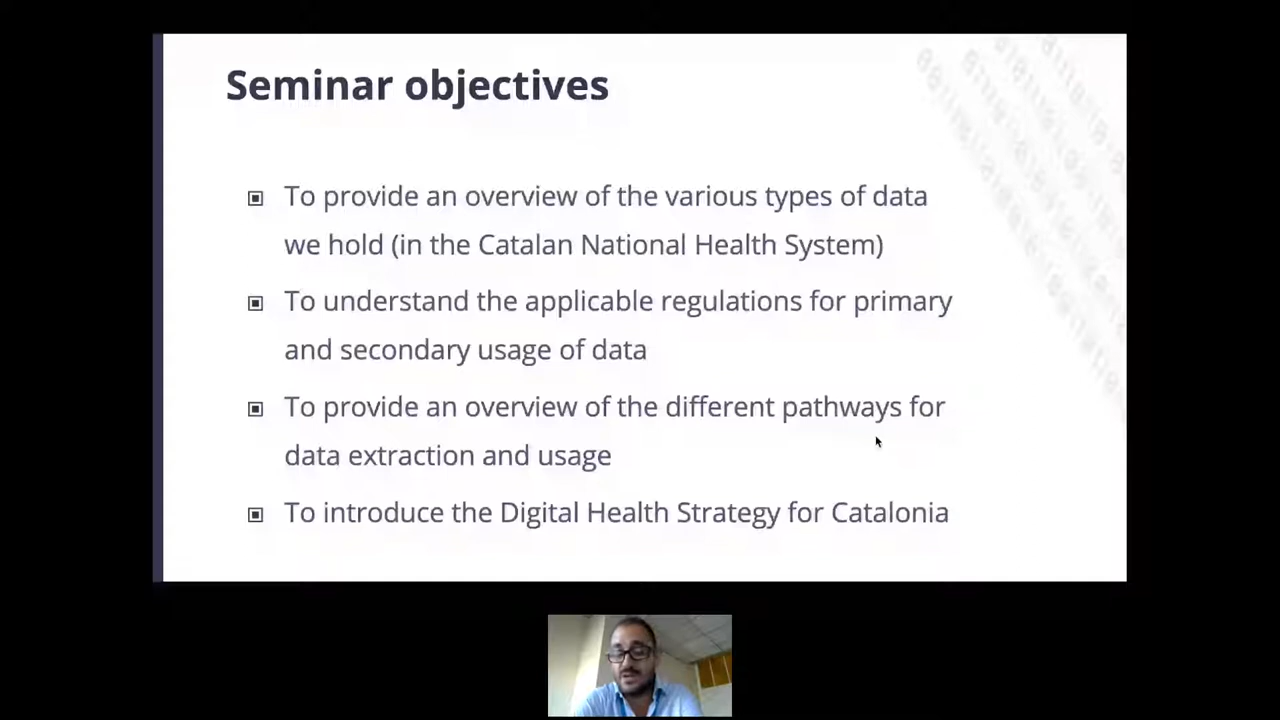 Seminar objectives
To provide an overview of the various types of data
we hold (in the Catalan National Health System)
To understand the applicable regulations for primary
and secondary usage of data
To provide an overview of the different pathways for
data extraction and usage
To introduce the Digital Health Strategy for Catalonia